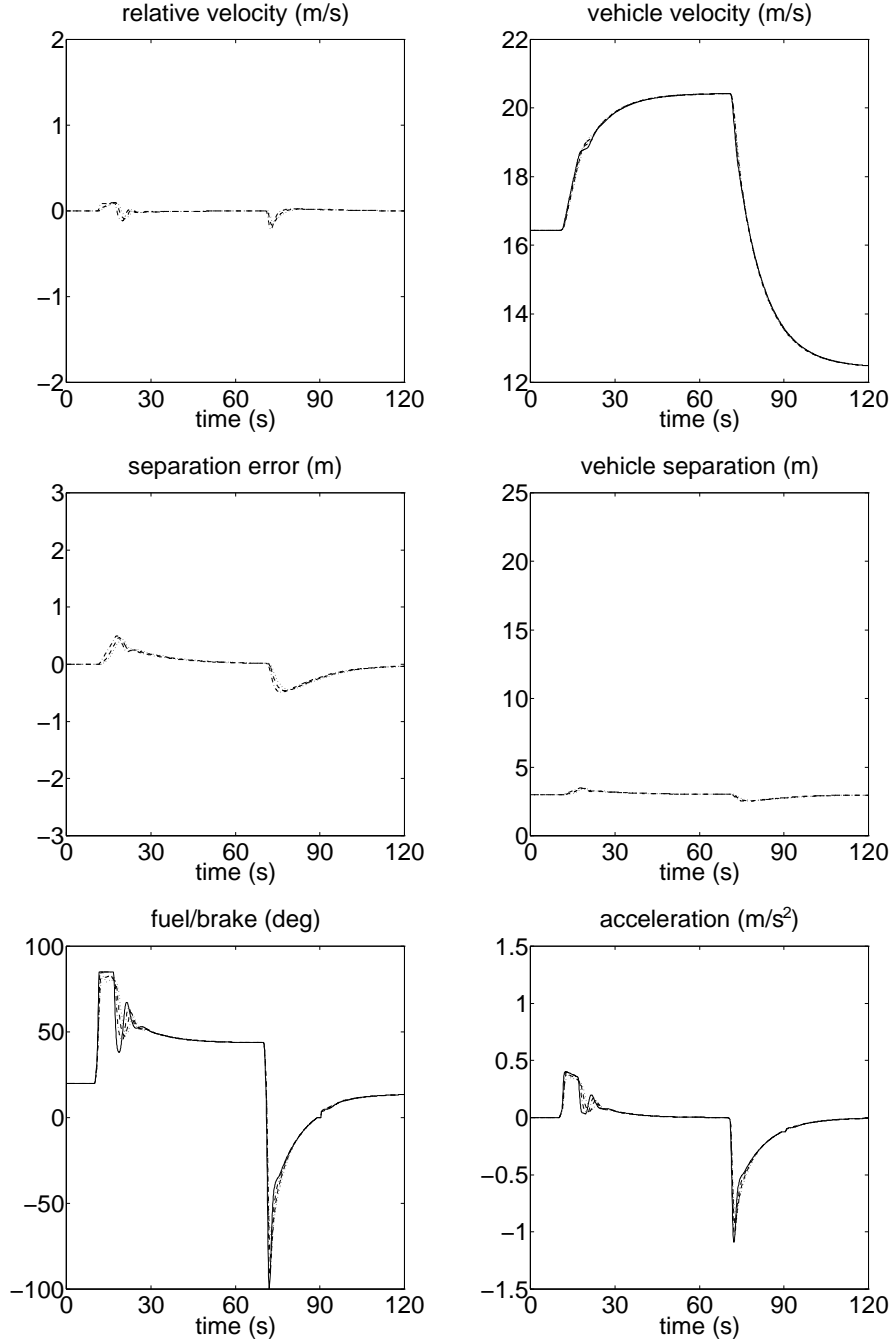 relative velocity (m/s)
2
1
0
−1
−2
0 30 60 90 120
time (s)
vehicle velocity (m/s)
22
20
18
16
14
12
0 30 60 90 120
time (s)
separation error (m)
3
2
1
0
−1
−2
−3
0 30 60 90 120
time (s)
vehicle separation (m)
25
20
15
10
5
0
0 30 60 90 120
time (s)
fuel/brake (deg)
100
50
0
−50
−100
0 30 60 90 120
time (s)
acceleration (m/s²)
1.5
1
0.5
0
−0.5
−1
−1.5
0 30 60 90 120
time (s)